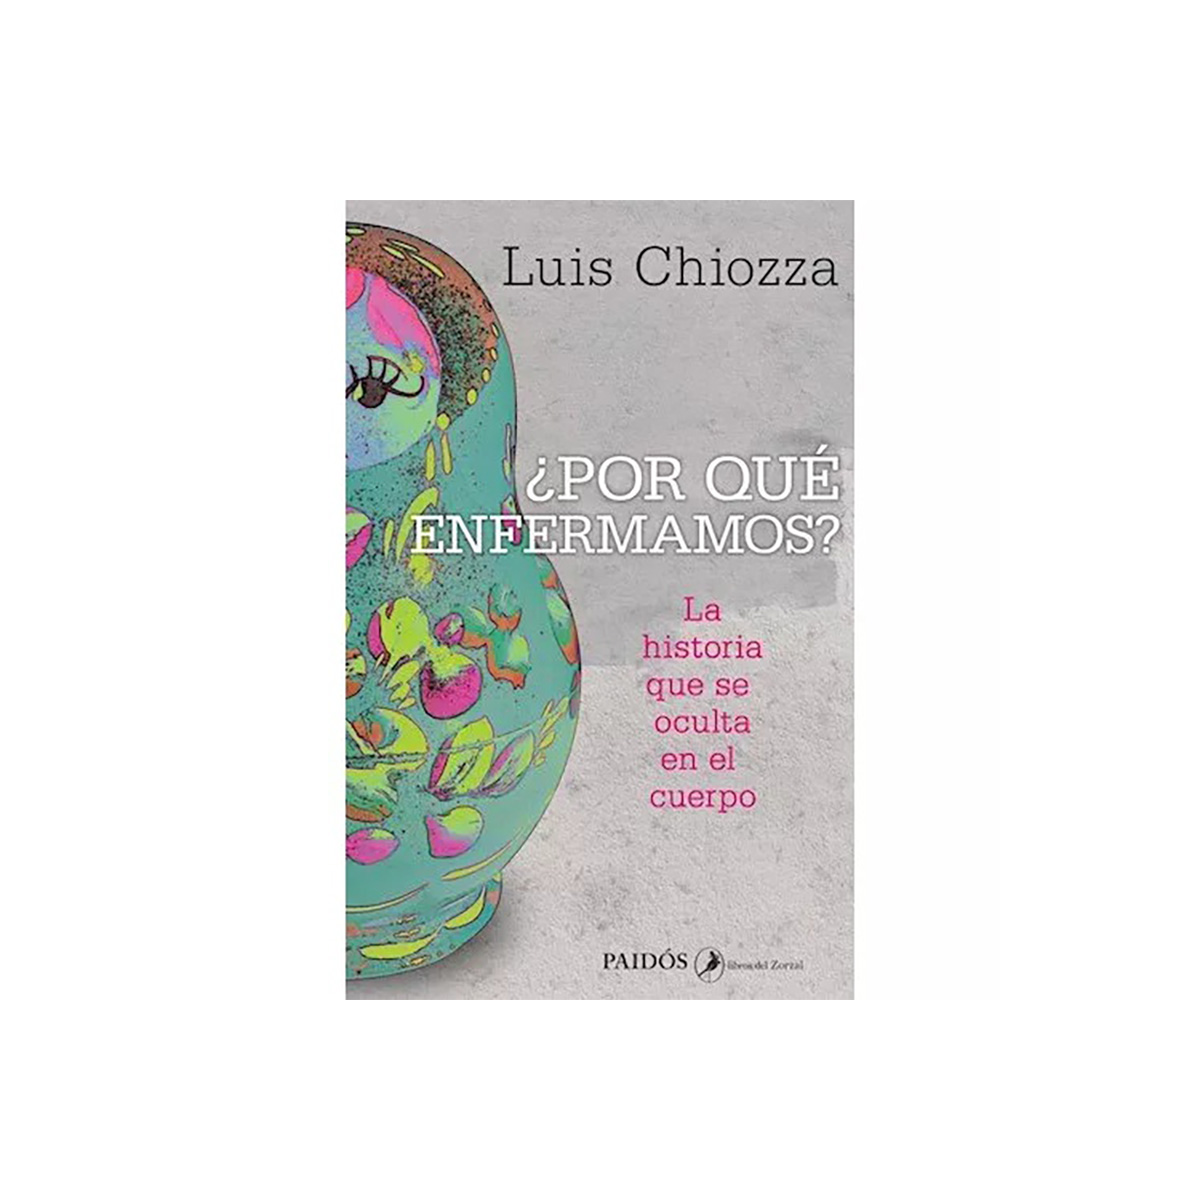 Luis Chiozza
¿POR QUÉ
ENFERMAMOS?
La
historia
que se
oculta
en el
cuerpo
PAIDÓS libros del Zorzal